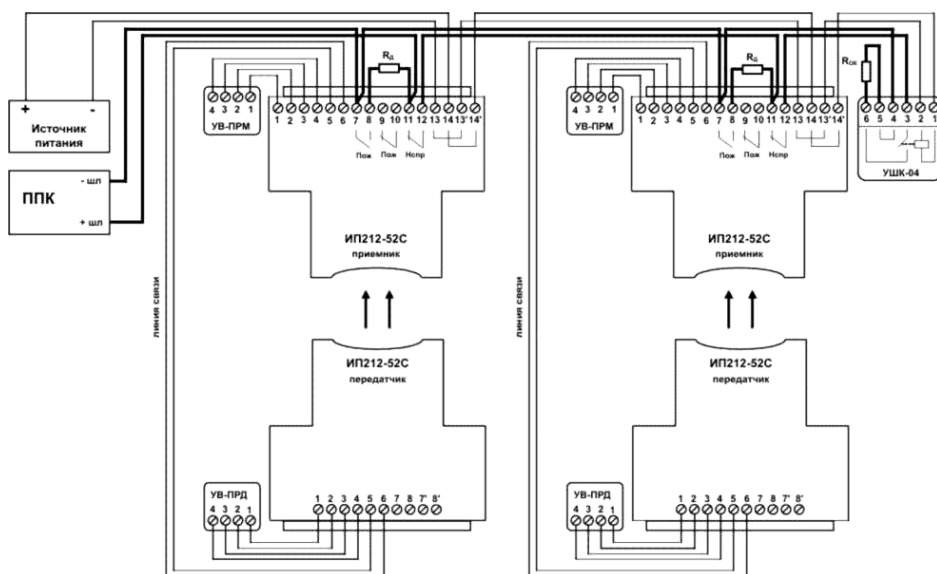 + -
Источник
питания
ППК
- шл
+ шл
линия связи
4 3 2 1
УВ-ПРМ
Rд
1 2 3 4 5 6 7 8 9 10 11 12 13 14 13' 14'
Пож Пож Нспр
ИП212-52С
приемник
ИП212-52С
передатчик
УВ-ПРД
4 3 2 1
1 2 3 4 5 6 7 8 7' 8'
линия связи
4 3 2 1
УВ-ПРМ
Rд
1 2 3 4 5 6 7 8 9 10 11 12 13 14 13' 14'
Пож Пож Нспр
ИП212-52С
приемник
ИП212-52С
передатчик
УВ-ПРД
4 3 2 1
1 2 3 4 5 6 7 8 7' 8'
Rок
6 5 4 3 2 1
УШК-04